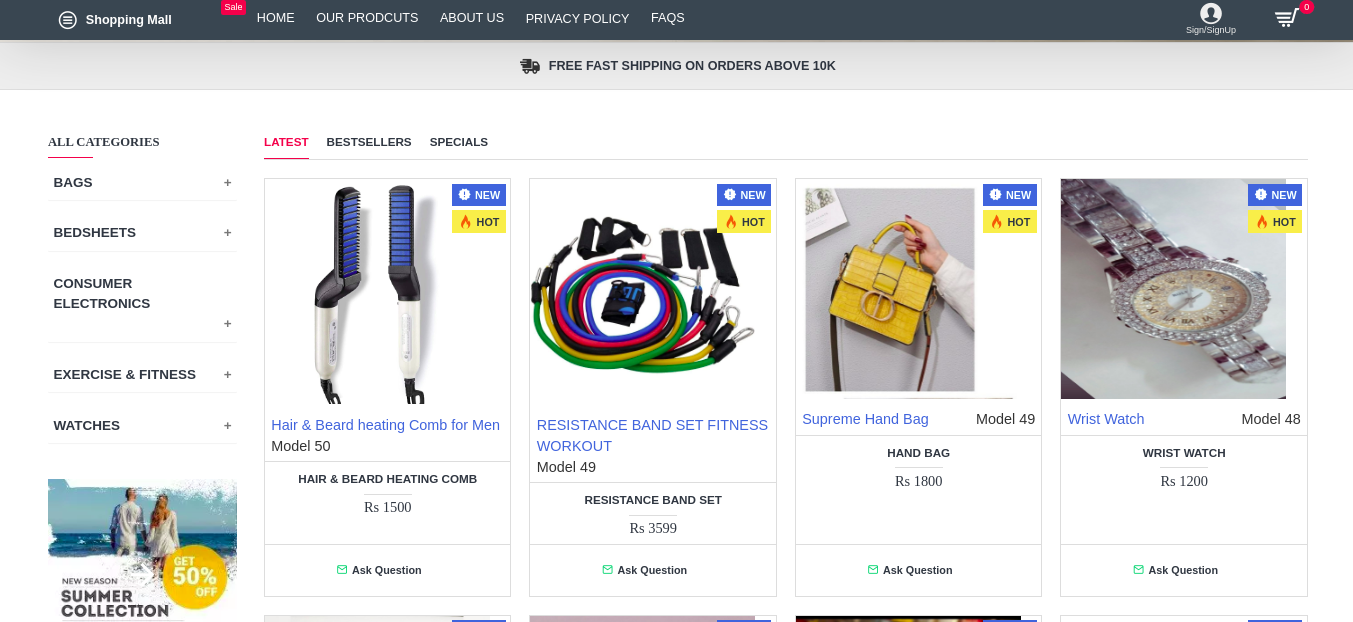 Shopping Mall
Sale
HOME
OUR PRODCUTS
ABOUT US
PRIVACY POLICY
FAQS
Sign/SignUp
0
FREE FAST SHIPPING ON ORDERS ABOVE 10K
ALL CATEGORIES
BAGS +
BEDSHEETS +
CONSUMER
ELECTRONICS
+
EXERCISE & FITNESS +
WATCHES +
GET
50%
OFF
NEW SEASON
SUMMER
COLLECTION
LATEST
BESTSELLERS
SPECIALS
NEW
HOT
Hair & Beard heating Comb for Men
Model 50
HAIR & BEARD HEATING COMB
Rs 1500
Ask Question
NEW
HOT
RESISTANCE BAND SET FITNESS
WORKOUT
Model 49
RESISTANCE BAND SET
Rs 3599
Ask Question
NEW
HOT
Supreme Hand Bag Model 49
HAND BAG
Rs 1800
Ask Question
NEW
HOT
Wrist Watch Model 48
WRIST WATCH
Rs 1200
Ask Question